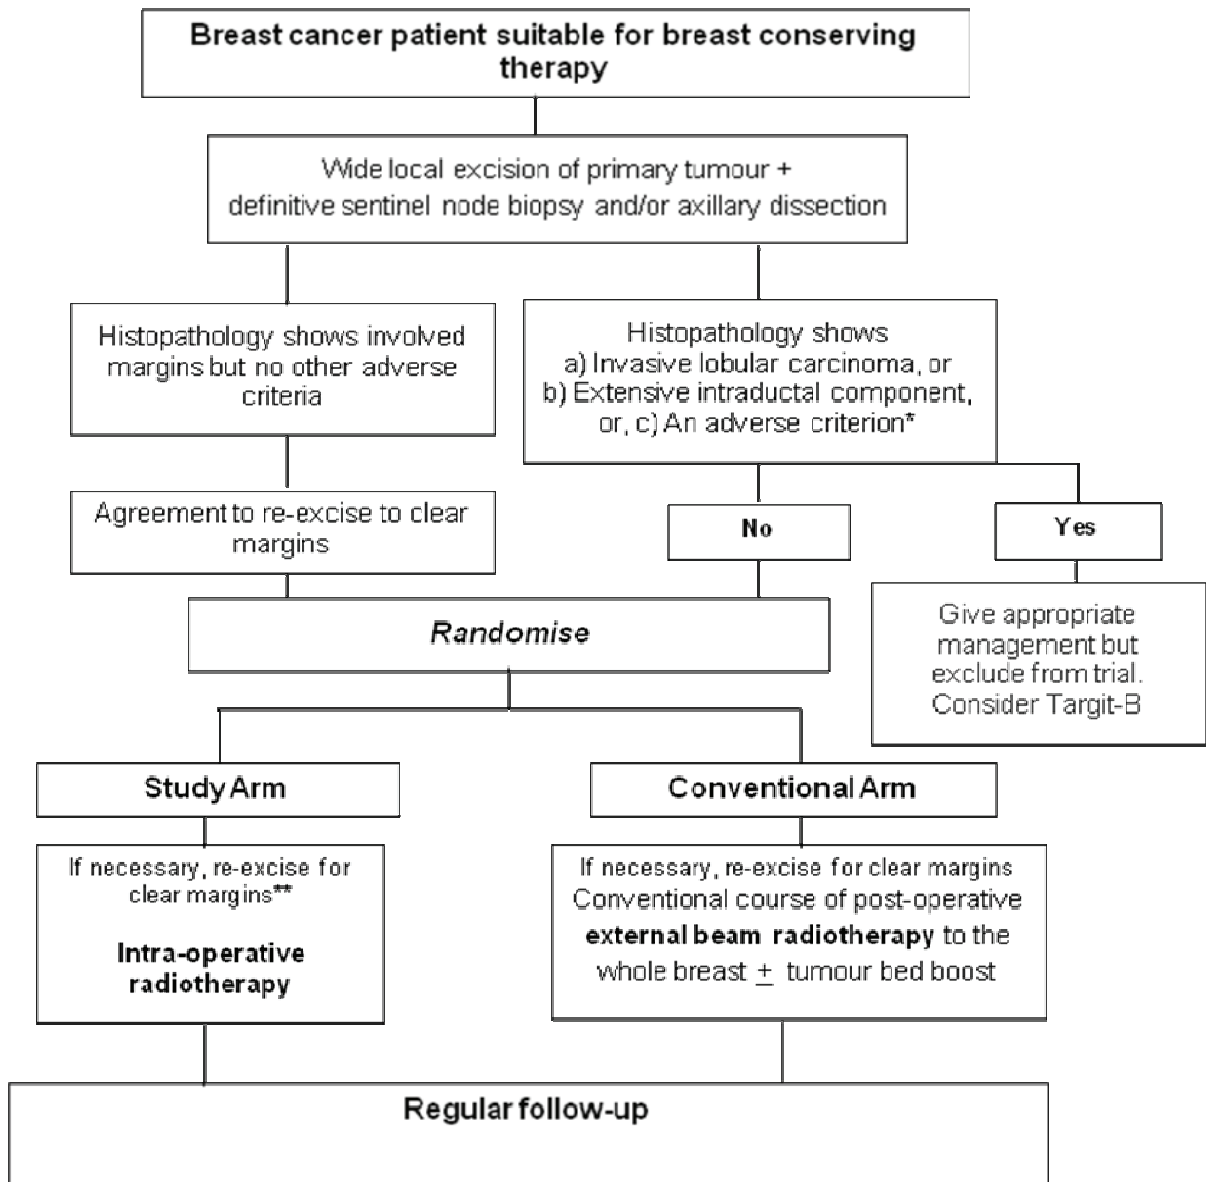 Breast cancer patient suitable for breast conserving
therapy
Wide local excision of primary tumour +
definitive sentinel node biopsy and/or axillary dissection
Histopathology shows involved
margins but no other adverse
criteria
Histopathology shows
a) Invasive lobular carcinoma, or
b) Extensive intraductal component,
or, c) An adverse criterion*
Agreement to re-excise to clear
margins
No
Yes
Randomise
Give appropriate
management but
exclude from trial.
Consider Targit-B
Study Arm
Conventional Arm
If necessary, re-excise for
clear margins**
Intra-operative
radiotherapy
If necessary, re-excise for clear margins
Conventional course of post-operative
external beam radiotherapy to the
whole breast ± tumour bed boost
Regular follow-up